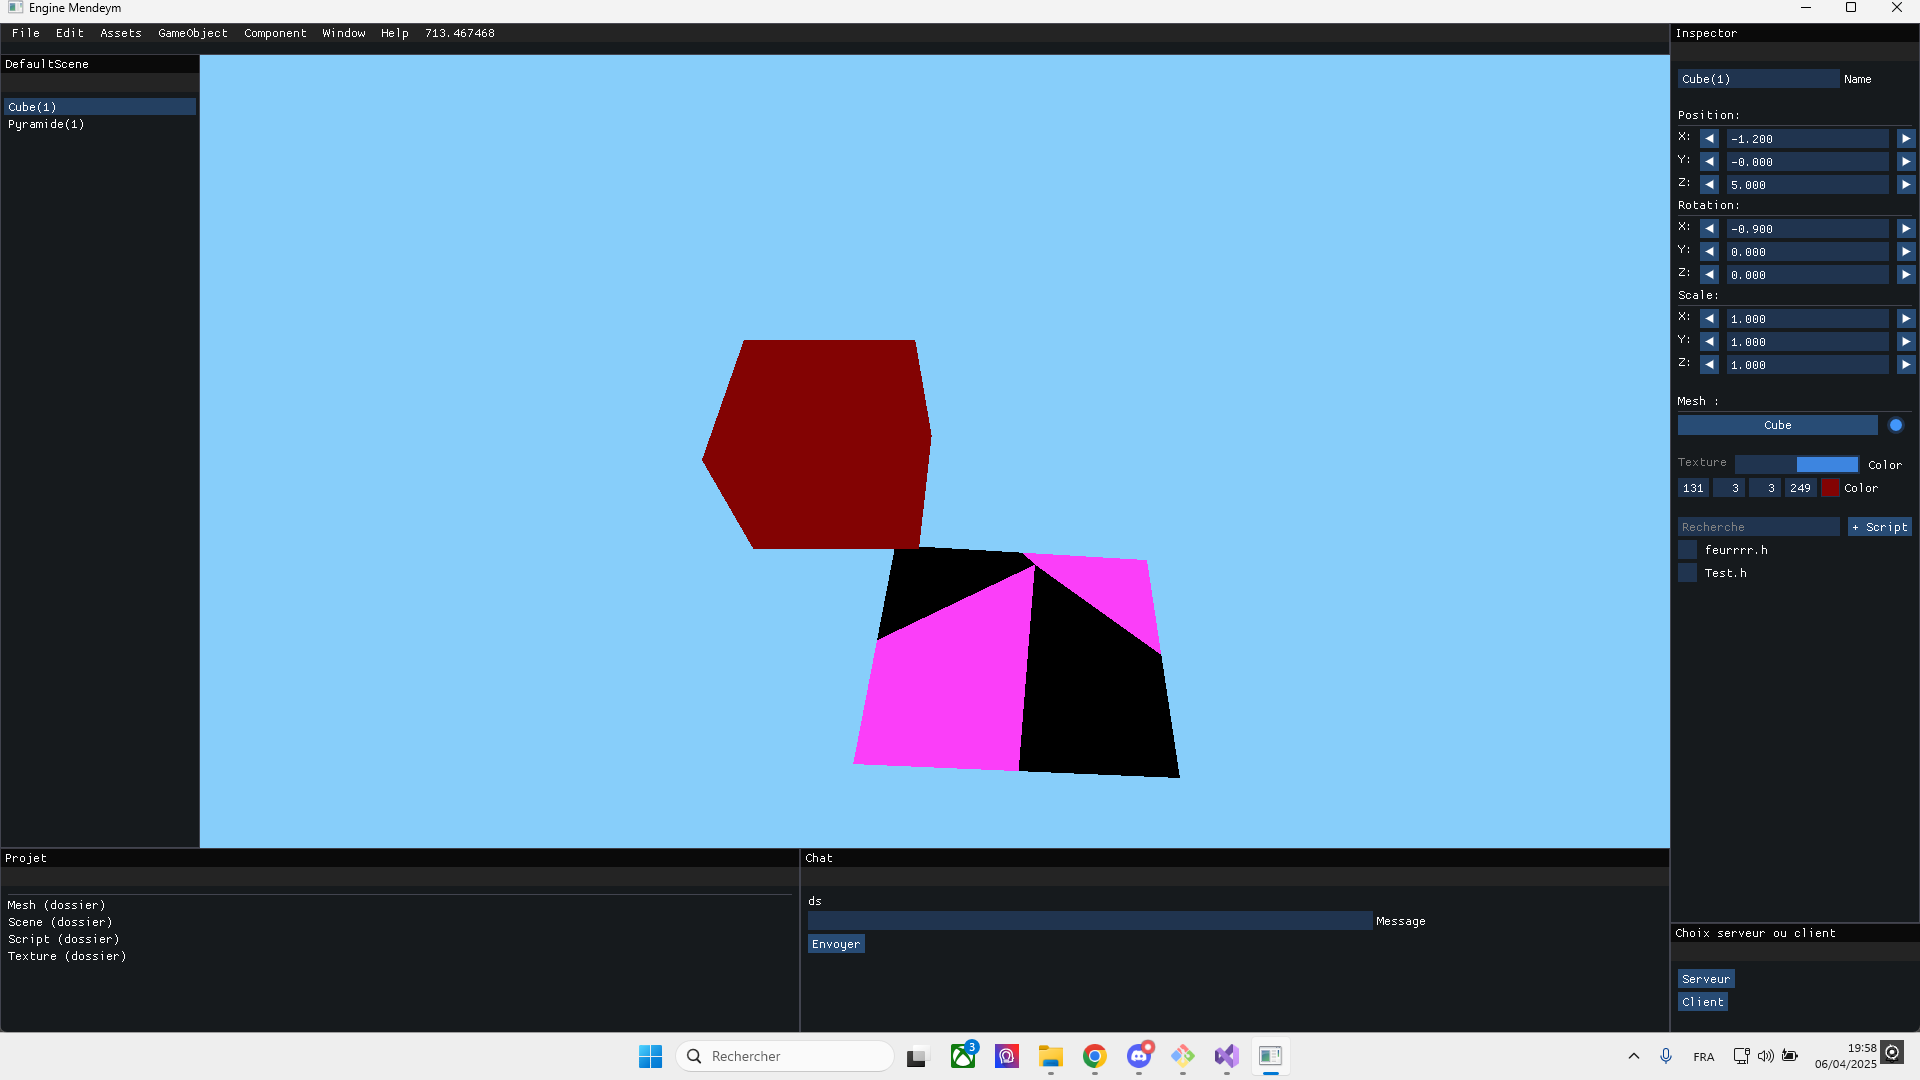 Engine Mendeym
File Edit Assets GameObject Component Window Help 713.467468
DefaultScene
Cube(1)
Pyramide(1)
Inspector
Cube(1) Name
Position:
X: -1.200
Y: -0.000
Z: 5.000
Rotation:
X: -0.900
Y: 0.000
Z: 0.000
Scale:
X: 1.000
Y: 1.000
Z: 1.000
Mesh :
Cube
Texture Color
131 3 3 249 Color
Recherche + Script
feurrrr.h
Test.h
Projet
Mesh (dossier)
Scene (dossier)
Script (dossier)
Texture (dossier)
Chat
ds
Message
Envoyer
Choix serveur ou client
Serveur
Client
Rechercher
3
FRA
19:58
06/04/2025